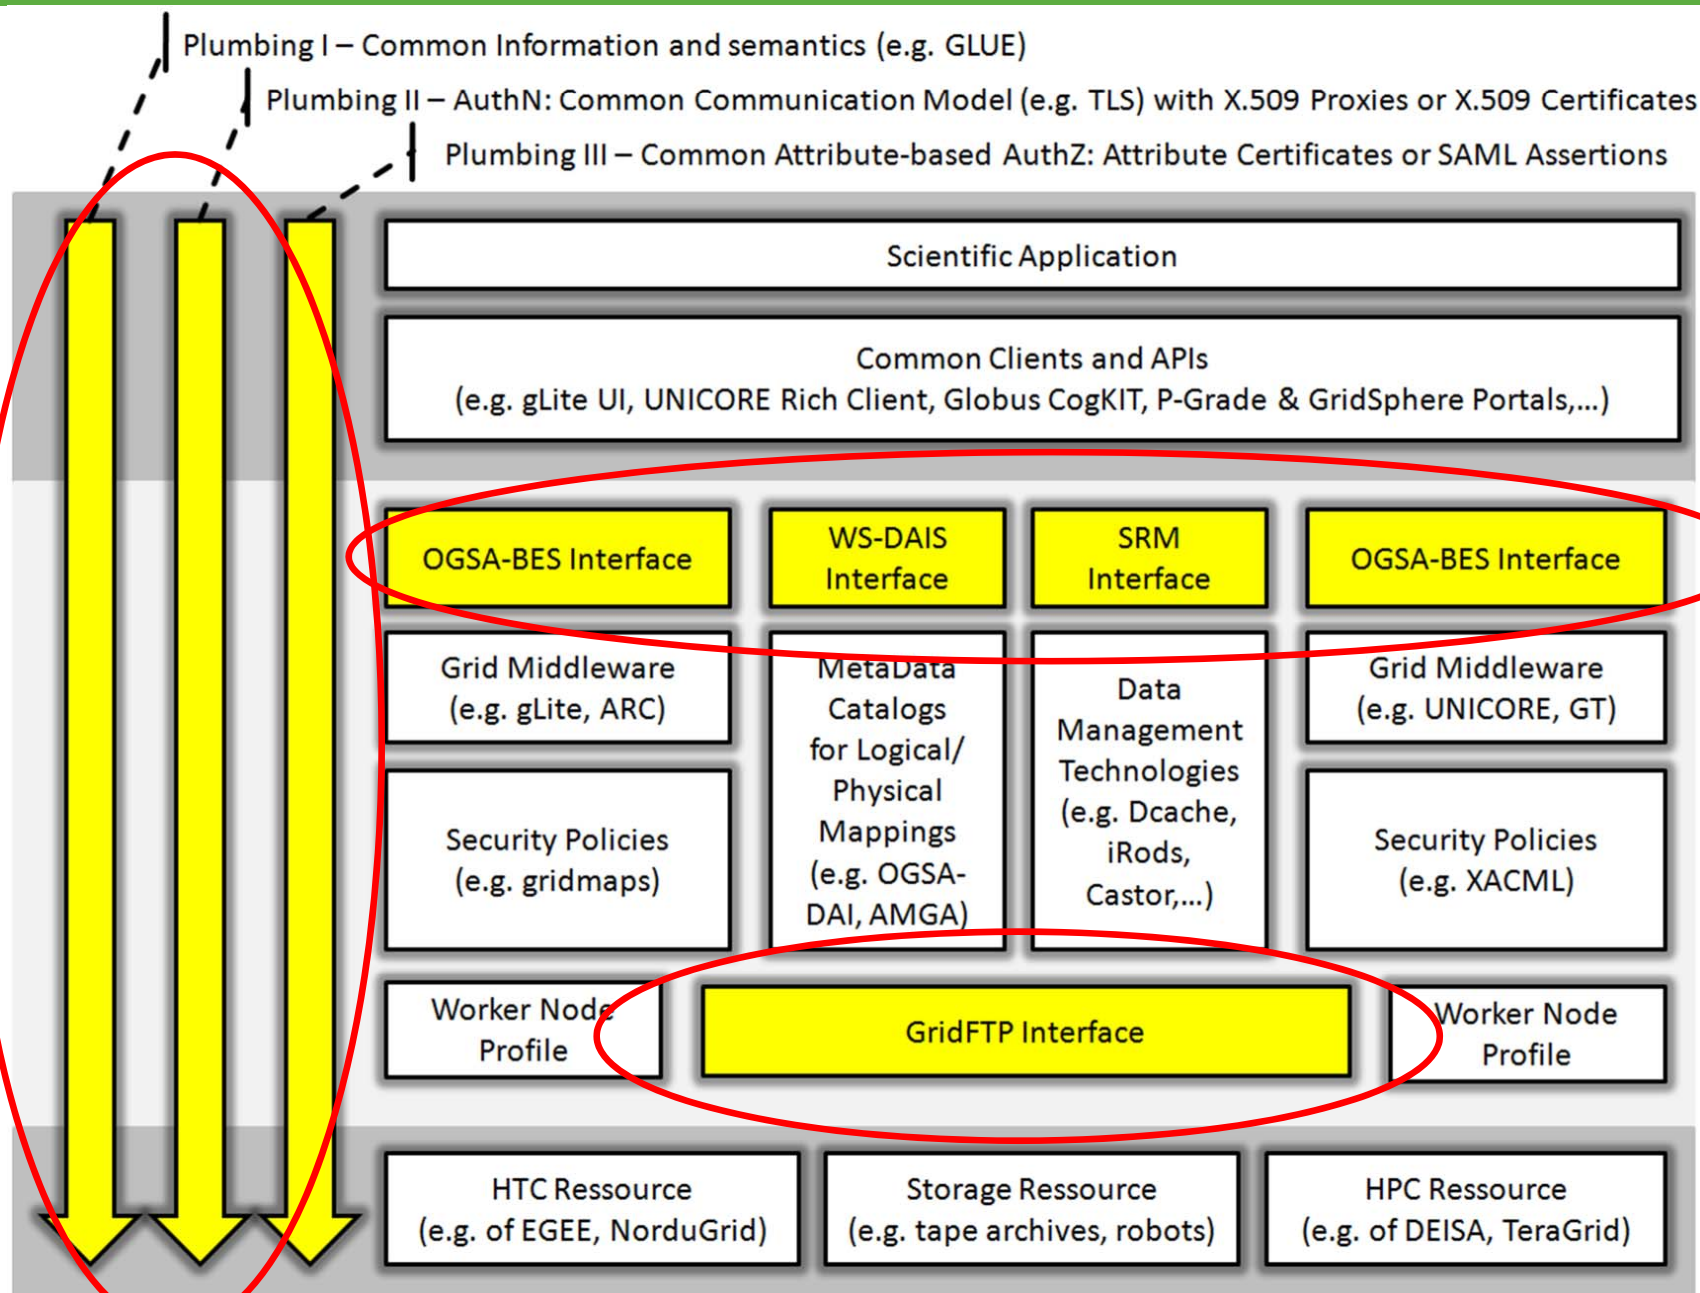 Plumbing I – Common Information and semantics (e.g. GLUE)
Plumbing II – AuthN: Common Communication Model (e.g. TLS) with X.509 Proxies or X.509 Certificates
Plumbing III – Common Attribute-based AuthZ: Attribute Certificates or SAML Assertions
Scientific Application
Common Clients and APIs
(e.g. gLite UI, UNICORE Rich Client, Globus CogKIT, P-Grade & GridSphere Portals,...)
OGSA-BES Interface
WS-DAIS
Interface
SRM
Interface
OGSA-BES Interface
Grid Middleware
(e.g. gLite, ARC)
MetaData
Catalogs
for Logical/
Physical
Mappings
(e.g. OGSA-
DAI, AMGA)
Data
Management
Technologies
(e.g. Dcache,
iRods,
Castor,...)
Grid Middleware
(e.g. UNICORE, GT)
Security Policies
(e.g. gridmaps)
Security Policies
(e.g. XACML)
Worker Node
Profile
GridFTP Interface
Worker Node
Profile
HTC Ressource
(e.g. of EGEE, NorduGrid)
Storage Ressource
(e.g. tape archives, robots)
HPC Ressource
(e.g. of DEISA, TeraGrid)